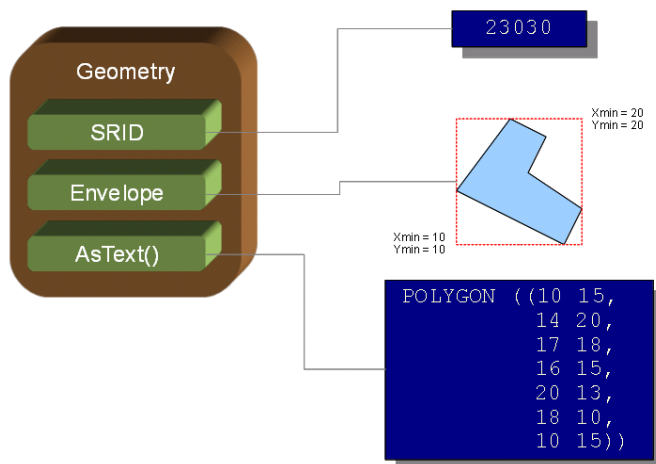 23030
Geometry
SRID
Envelope
AsText()
Xmin = 20
Ymin = 20
Xmin = 10
Ymin = 10
POLYGON ((10 15,
14 20,
17 18,
16 15,
20 13,
18 10,
10 15))